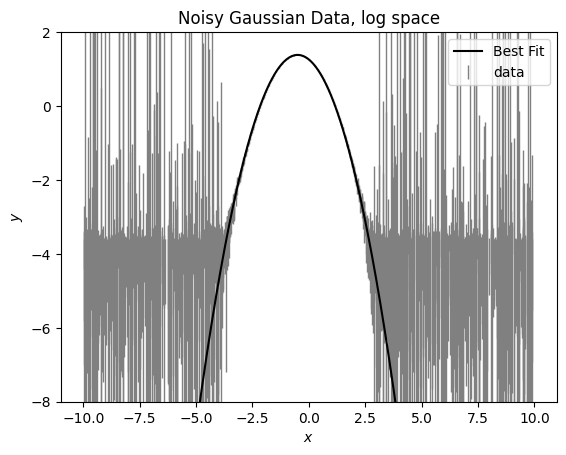 Noisy Gaussian Data, log space
Best Fit
data
2
0
−2
−4
−6
−8
y
−10.0 −7.5 −5.0 −2.5 0.0 2.5 5.0 7.5 10.0
x